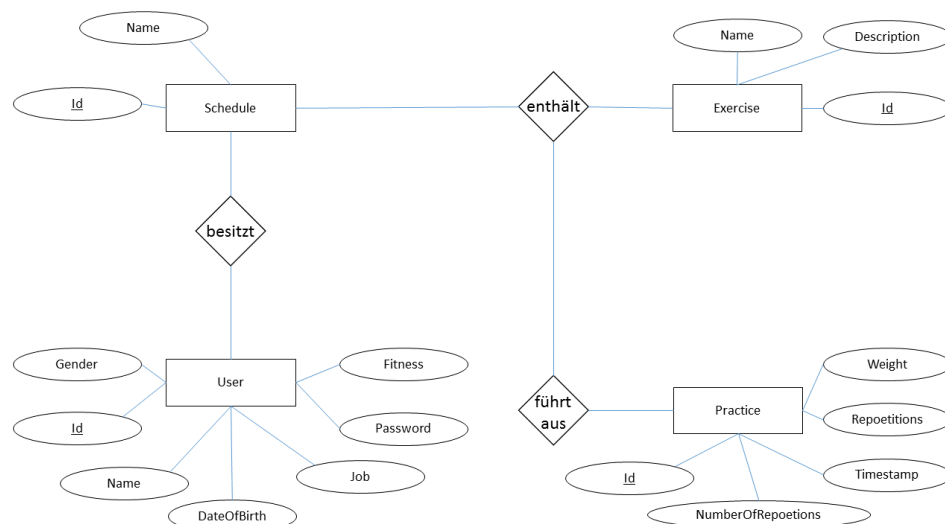 Name
Name
Description
Id
Schedule
enthält
Exercise
Id
besitzt
Gender
User
Fitness
Id
Password
Name
Job
DateOfBirth
führt
aus
Practice
Weight
Repoetitions
Id
Timestamp
NumberOfRepoetions